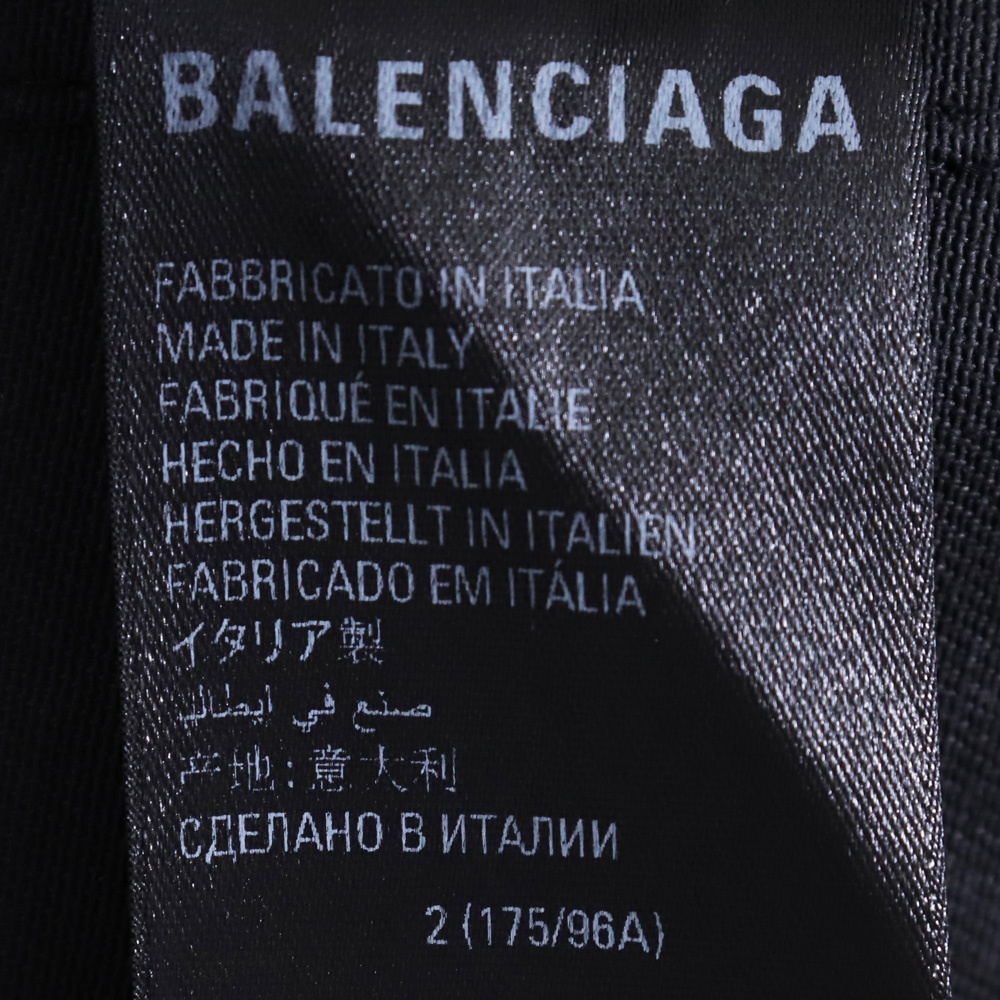 BALENCIAGA
FABBRICATO IN ITALIA
MADE IN ITALY
FABRIQUÉ EN ITALIE
HECHO EN ITALIA
HERGESTELLT IN ITALIEN
FABRICADO EM ITÁLIA
イタリア製
صنع في ايطاليا
产地:意大利
СДЕЛАНО В ИТАЛИИ
2 (175/96A)